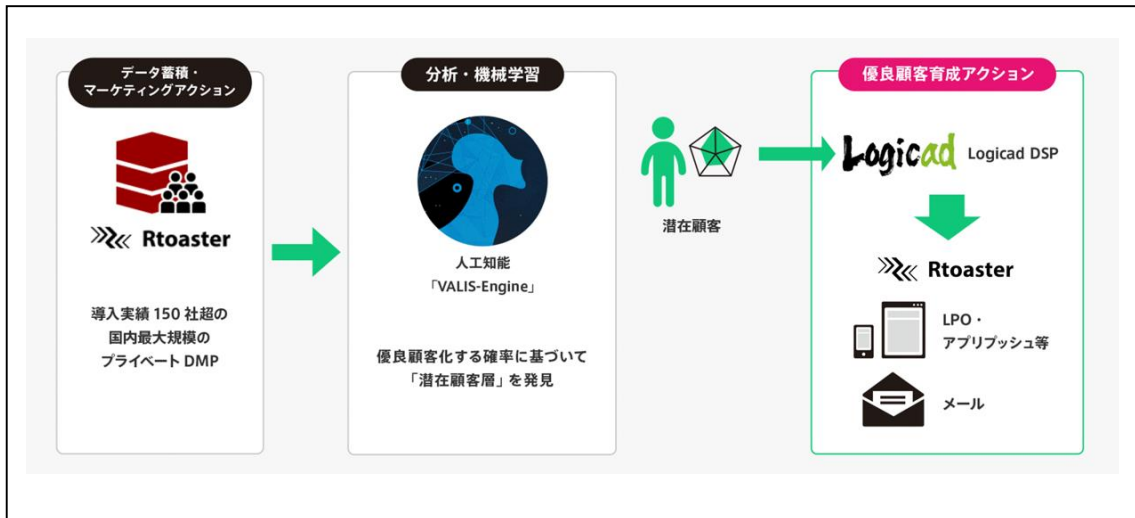 データ蓄積・
マーケティングアクション
Rtoaster
導入実績 150 社超の
国内最大規模の
プライベート DMP
分析・機械学習
人工知能
「VALIS-Engine」
優良顧客化する確率に基づいて
「潜在顧客層」を発見
潜在顧客
優良顧客育成アクション
Logicad Logicad DSP
Rtoaster
LPO・
アプリプッシュ等
メール